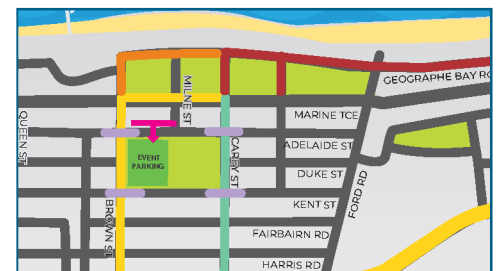 GEOGRAPHE BAY RO
MILNE ST
MARINE TCE
QUEEN ST
ADELAIDE ST
CAREY ST
EVENT
PARKING
DUKE ST
FORD RD
KENT ST
BROWN ST
FAIRBAIRN RD
HARRIS RD